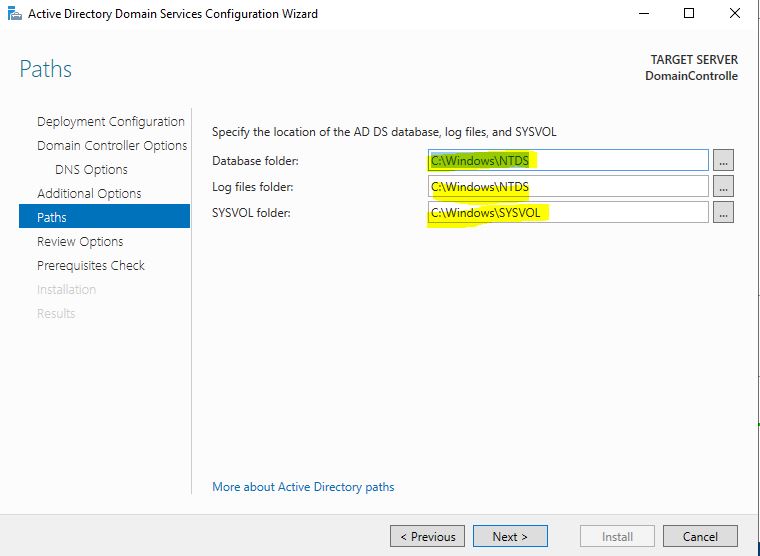 Active Directory Domain Services Configuration Wizard
Paths
TARGET SERVER
DomainControlle
Deployment Configuration
Domain Controller Options
DNS Options
Additional Options
Paths
Review Options
Prerequisites Check
Installation
Results
Specify the location of the AD DS database, log files, and SYSVOL
Database folder: C:\Windows\NTDS ...
Log files folder: C:\Windows\NTDS ...
SYSVOL folder: C:\Windows\SYSVOL ...
More about Active Directory paths
< Previous Next > Install Cancel